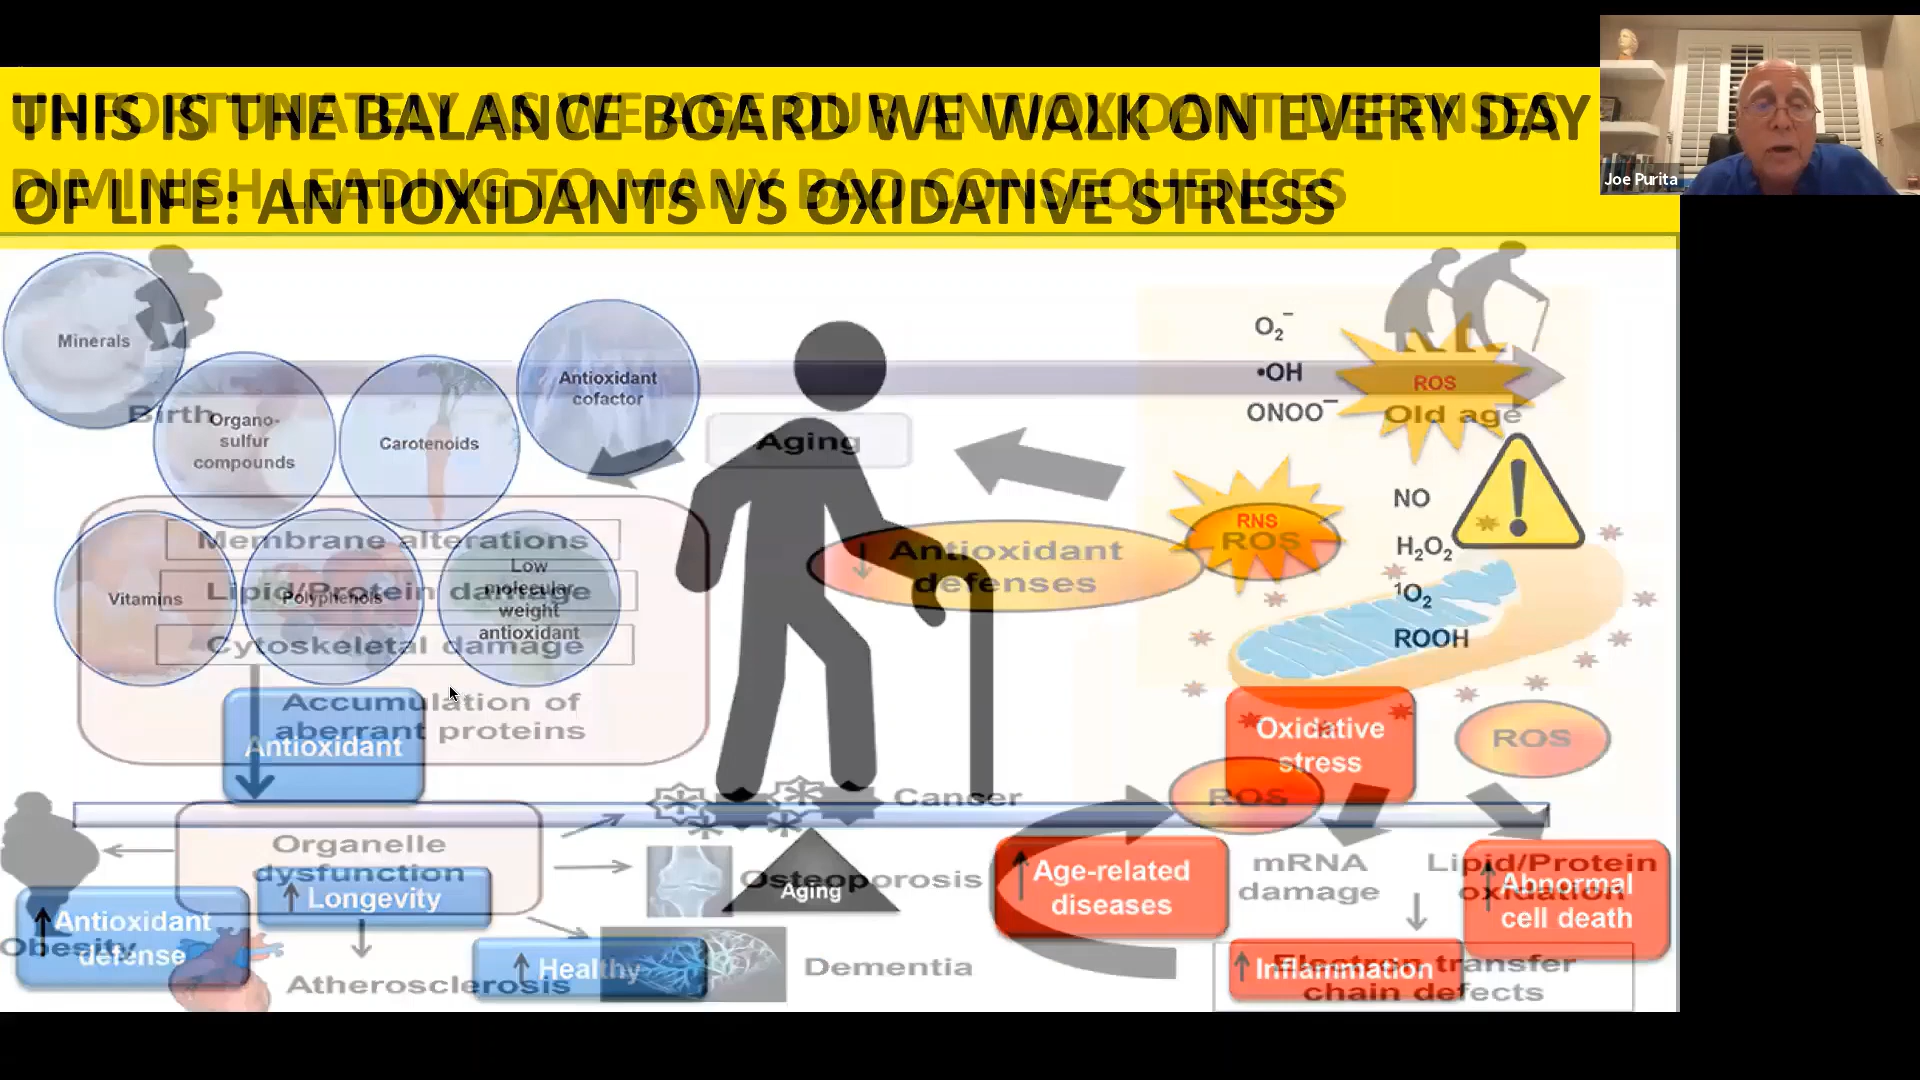 THIS IS THE BALANCE BOARD WE WALK ON EVERY DAY
OF LIFE: ANTIOXIDANTS VS OXIDATIVE STRESS
UNFORTUNATELY AS WE AGE OUR ANTIOXIDANT DEFENSES
DIMINISH LEADING TO MANY BAD CONSEQUENCES
Joe Purita
Minerals
Birth
Organo-
sulfur
compounds
Carotenoids
Antioxidant
cofactor
Aging
O₂⁻
•OH
ONOO⁻
ROS
Old age
RNS
ROS
NO
H₂O₂
¹O₂
ROOH
Membrane alterations
Lipid/Protein damage
Cytoskeletal damage
Vitamins
Polyphenols
Low
molecular
weight
antioxidant
↓ Antioxidant
defenses
Accumulation of
aberrant proteins
Antioxidant
Oxidative
stress
ROS
ROS
Cancer
Organelle
dysfunction
↑ Longevity
Osteoporosis
Aging
↑ Age-related
diseases
mRNA
damage
Lipid/Protein
oxidation
↑ Abnormal
cell death
↑ Antioxidant
defense
Obesity
Atherosclerosis
↑ Healthy
Dementia
↑ Inflammation
Electron transfer
chain defects